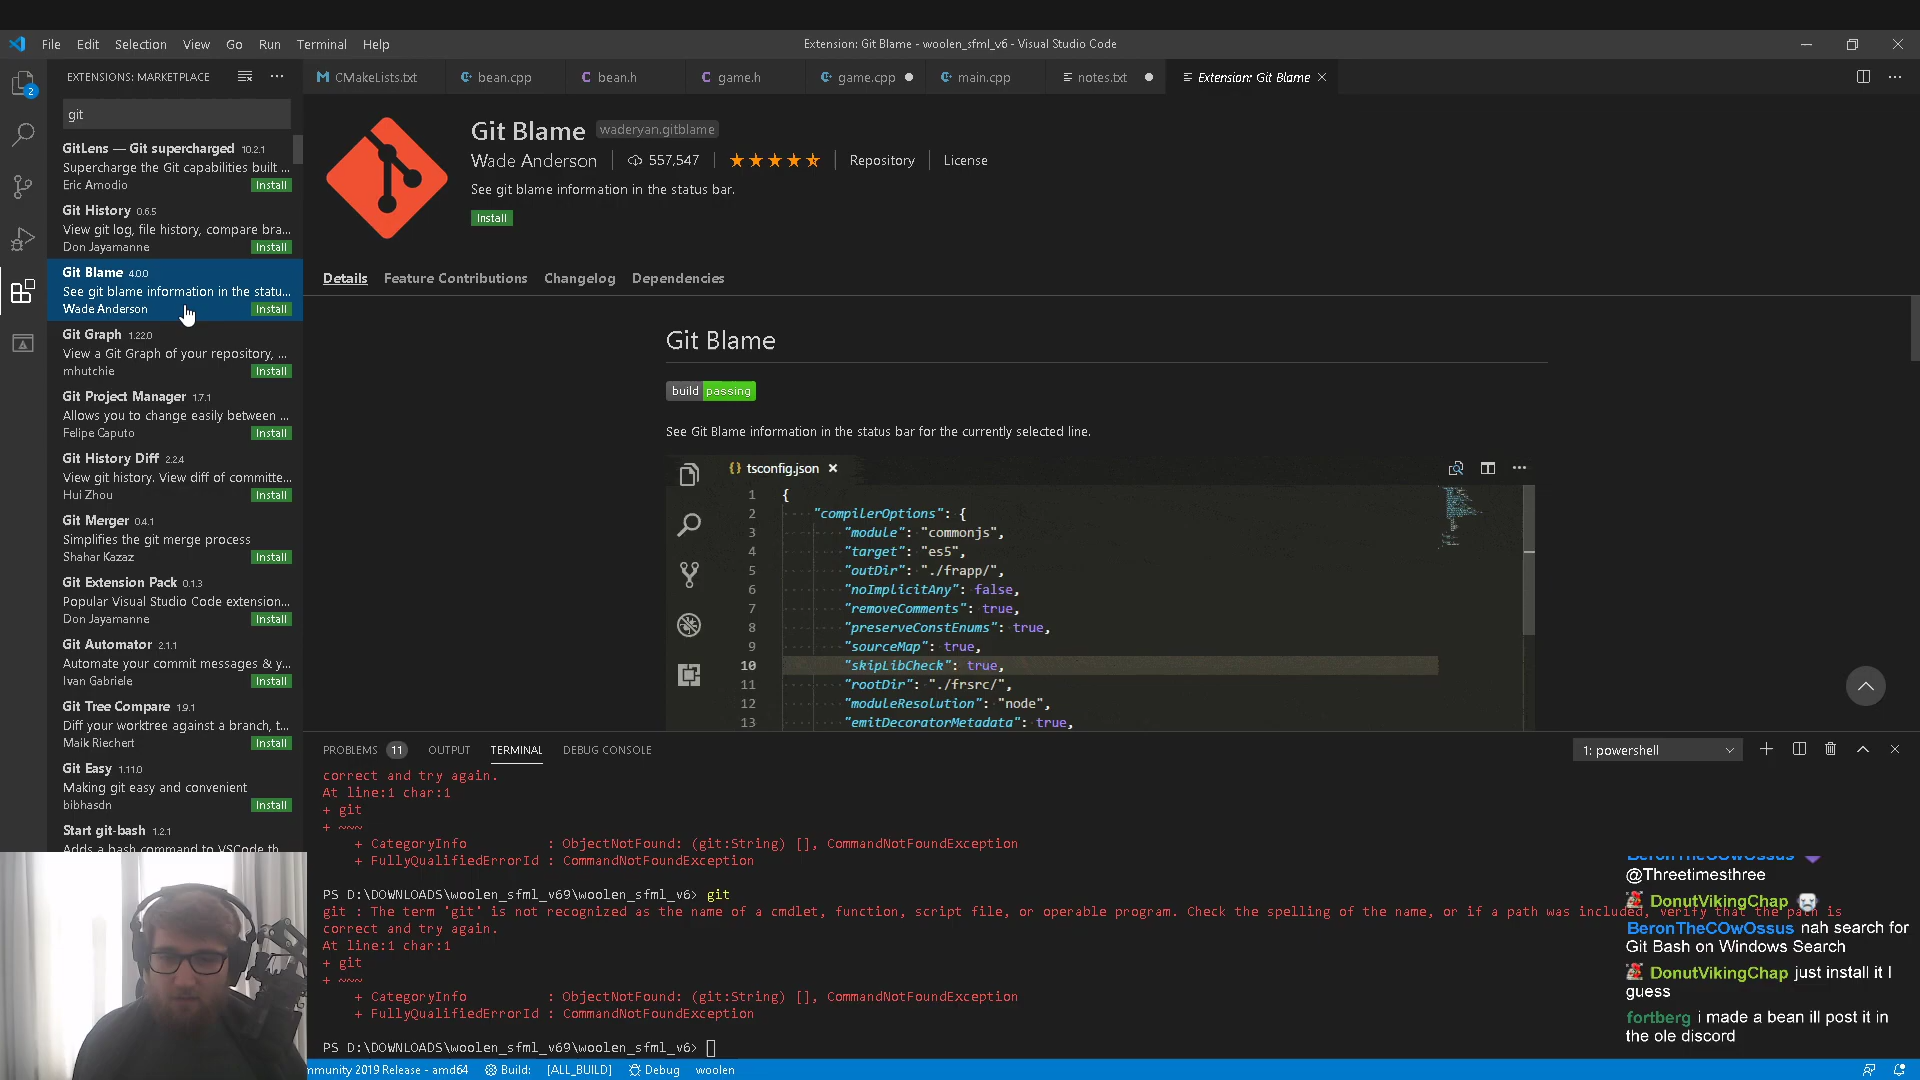 File Edit Selection View Go Run Terminal Help
Extension: Git Blame - woolen_sfml_v6 - Visual Studio Code
EXTENSIONS: MARKETPLACE
CMakeLists.txt
bean.cpp
bean.h
game.h
game.cpp
main.cpp
notes.txt
Extension: Git Blame
2
git
GitLens — Git supercharged 10.2.1
Supercharge the Git capabilities built ...
Eric Amodio Install
Git History 0.6.5
View git log, file history, compare bra...
Don Jayamanne Install
Git Blame 4.0.0
See git blame information in the statu...
Wade Anderson Install
Git Graph 1.22.0
View a Git Graph of your repository, ...
mhutchie Install
Git Project Manager 1.7.1
Allows you to change easily between ...
Felipe Caputo Install
Git History Diff 2.2.4
View git history. View diff of committe...
Hui Zhou Install
Git Merger 0.4.1
Simplifies the git merge process
Shahar Kazaz Install
Git Extension Pack 0.1.3
Popular Visual Studio Code extension...
Don Jayamanne Install
Git Automator 2.1.1
Automate your commit messages & y...
Ivan Gabriele Install
Git Tree Compare 1.9.1
Diff your worktree against a branch, t...
Maik Riechert Install
Git Easy 1.11.0
Making git easy and convenient
bibhasdn Install
Start git-bash 1.2.1
Adds a bash command to VSCode th
Git Blame waderyan.gitblame
Wade Anderson 557,547 Repository License
See git blame information in the status bar.
Install
Details Feature Contributions Changelog Dependencies
Git Blame
build passing
See Git Blame information in the status bar for the currently selected line.
tsconfig.json
1 {
2 "compilerOptions": {
3 "module": "commonjs",
4 "target": "es5",
5 "outDir": "./frapp/",
6 "noImplicitAny": false,
7 "removeComments": true,
8 "preserveConstEnums": true,
9 "sourceMap": true,
10 "skipLibCheck": true,
11 "rootDir": "./frsrc/",
12 "moduleResolution": "node",
13 "emitDecoratorMetadata": true,
PROBLEMS 11 OUTPUT TERMINAL DEBUG CONSOLE
1: powershell
correct and try again.
At line:1 char:1
+ git
+ ~~~
+ CategoryInfo : ObjectNotFound: (git:String) [], CommandNotFoundException
+ FullyQualifiedErrorId : CommandNotFoundException
PS D:\DOWNLOADS\woolen_sfml_v69\woolen_sfml_v6> git
git : The term 'git' is not recognized as the name of a cmdlet, function, script file, or operable program. Check the spelling of the name, or if a path was included, verify that the path is
correct and try again.
At line:1 char:1
+ git
+ ~~~
+ CategoryInfo : ObjectNotFound: (git:String) [], CommandNotFoundException
+ FullyQualifiedErrorId : CommandNotFoundException
PS D:\DOWNLOADS\woolen_sfml_v69\woolen_sfml_v6>
BeronTheCOwOssus
@Threetimesthree
DonutVikingChap
BeronTheCOwOssus nah search for
Git Bash on Windows Search
DonutVikingChap just install it I
guess
fortberg i made a bean ill post it in
the ole discord
mmunity 2019 Release - amd64 Build: [ALL_BUILD] Debug woolen